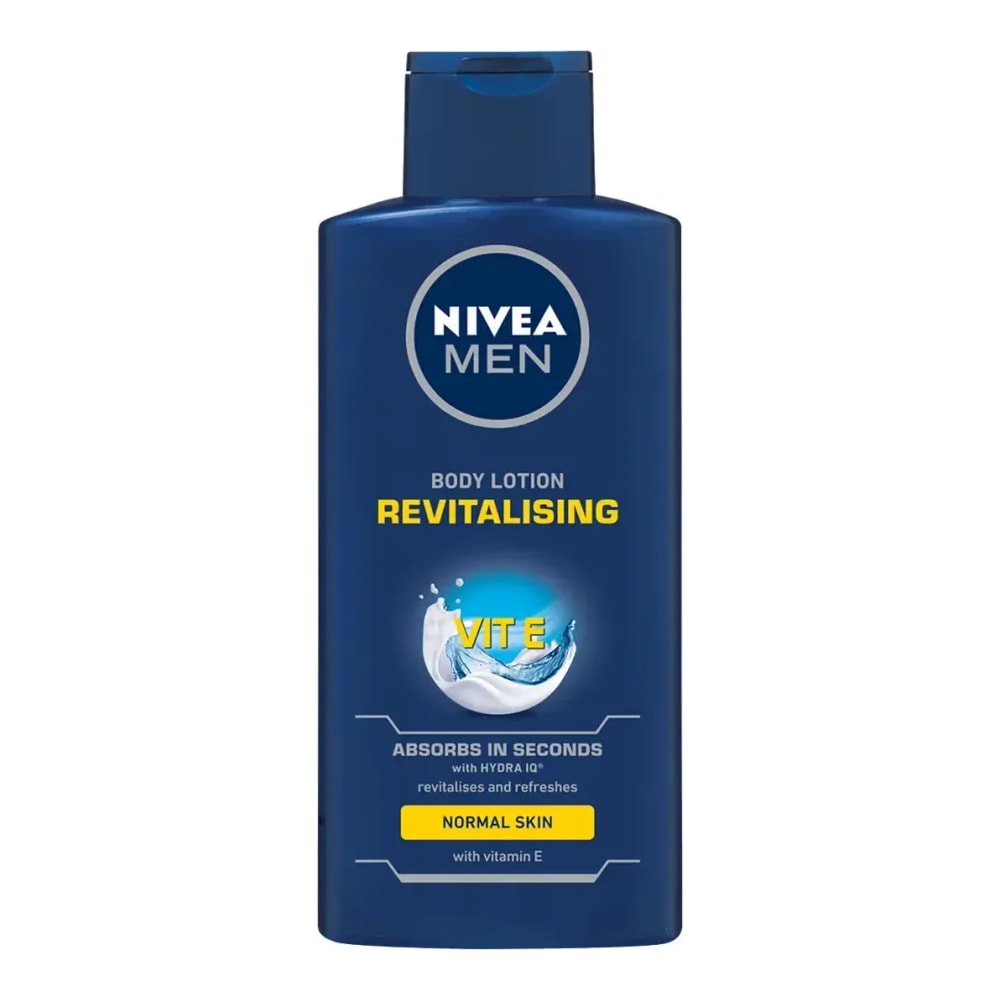 NIVEA
MEN
BODY LOTION
REVITALISING
VIT E
ABSORBS IN SECONDS
with HYDRA IQ®
revitalises and refreshes
NORMAL SKIN
with vitamin E